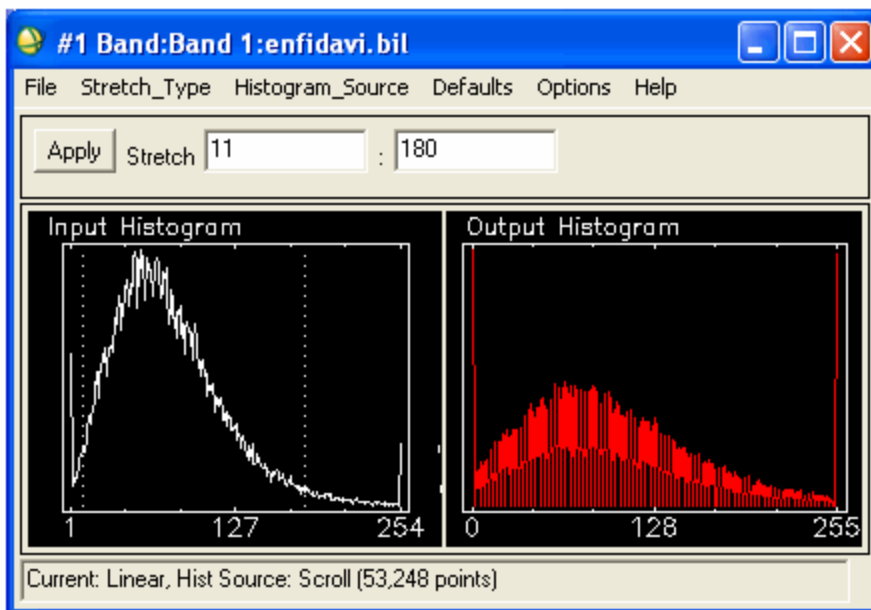 #1 Band:Band 1:enfidavi.bil
File Stretch_Type Histogram_Source Defaults Options Help
Apply Stretch 11 : 180
Input Histogram Output Histogram
1 127 254 0 128 255
Current: Linear, Hist Source: Scroll (53,248 points)